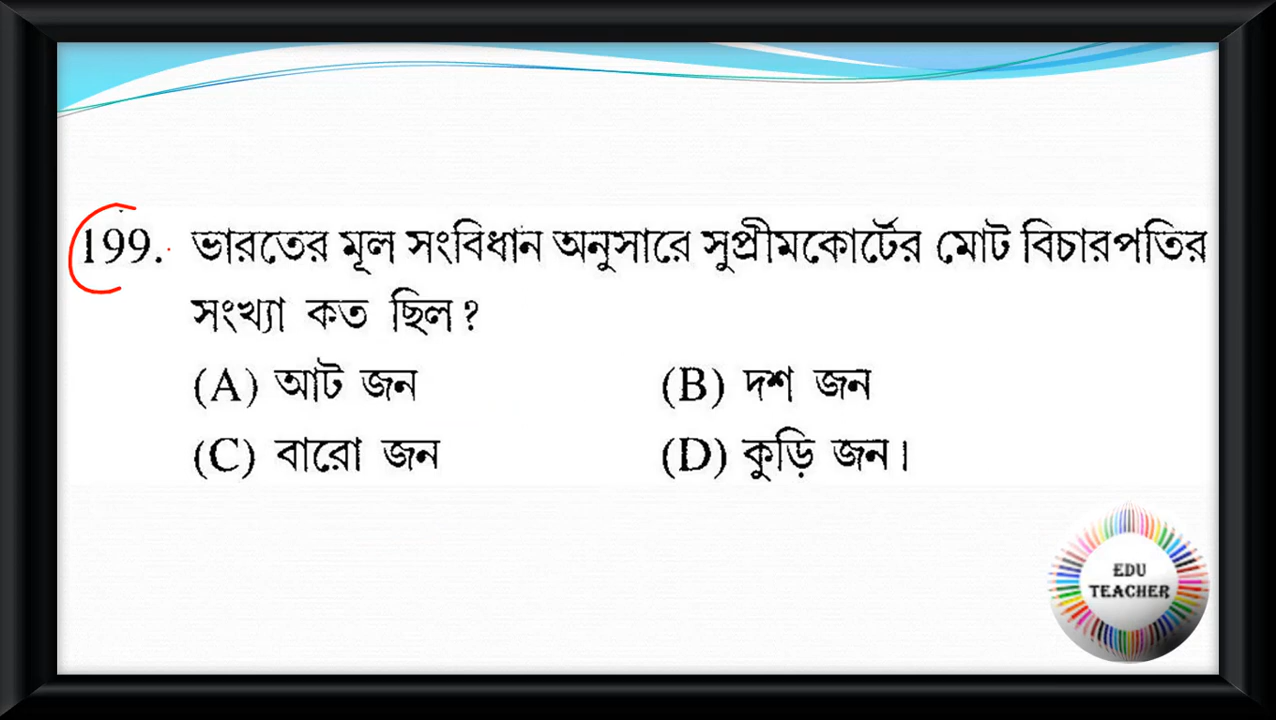 199. ভারতের মূল সংবিধান অনুসারে সুপ্রীমকোর্টের মোট বিচারপতির
সংখ্যা কত ছিল?
(A) আট জন (B) দশ জন
(C) বারো জন (D) কুড়ি জন।
EDU
TEACHER